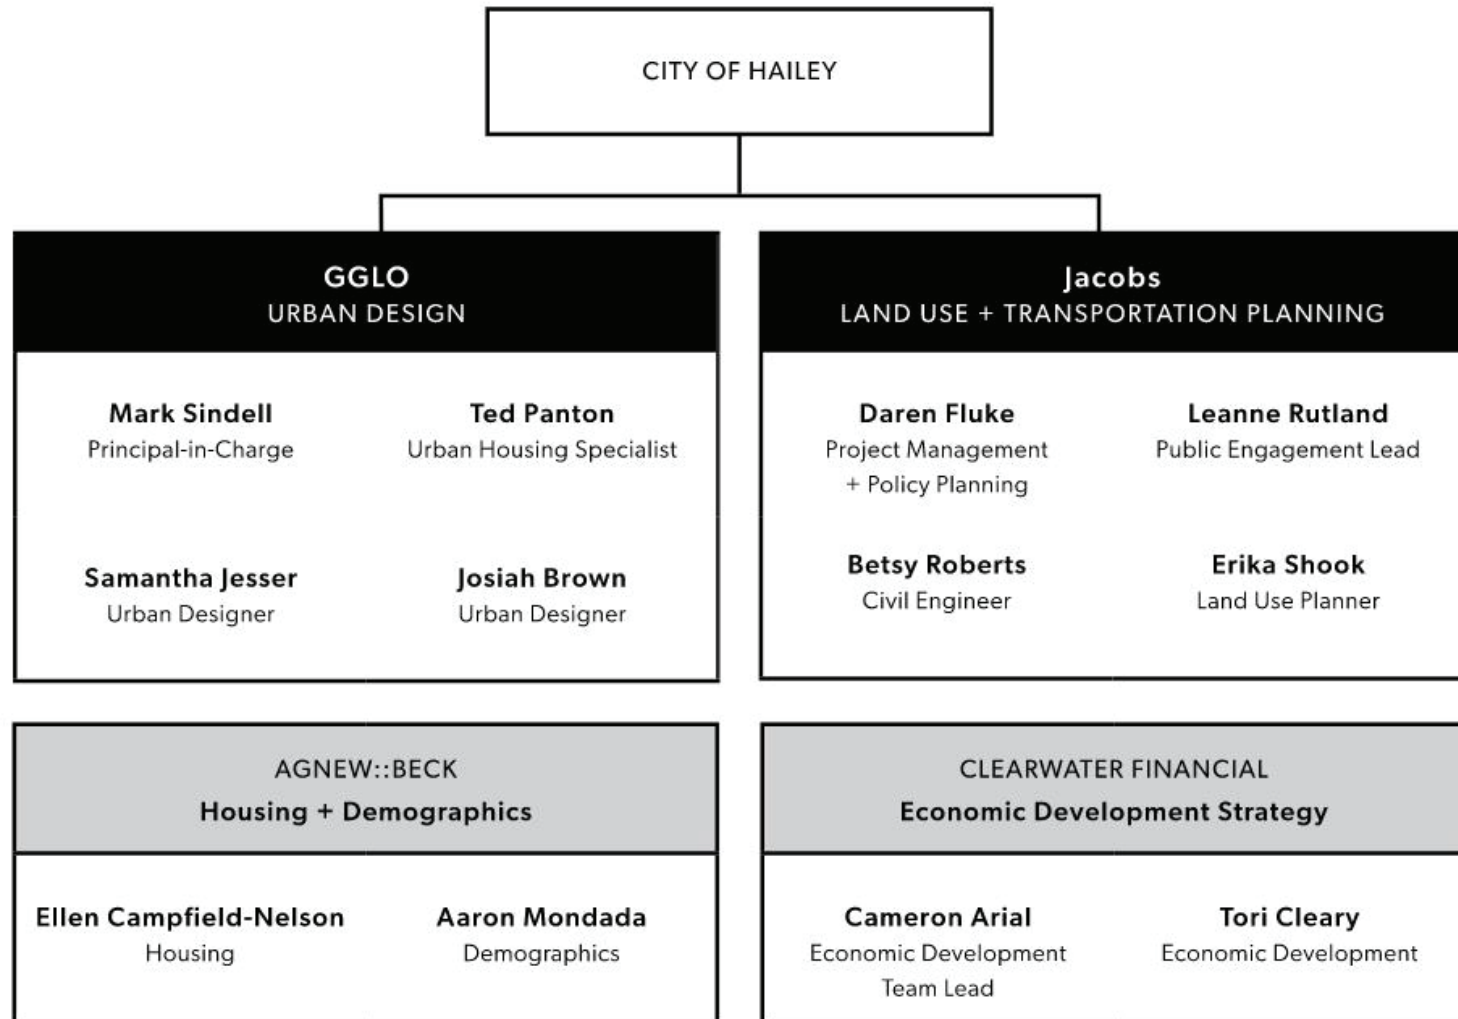 CITY OF HAILEY
GGLO
URBAN DESIGN
Mark Sindell
Principal-in-Charge
Ted Panton
Urban Housing Specialist
Samantha Jesser
Urban Designer
Josiah Brown
Urban Designer
Jacobs
LAND USE + TRANSPORTATION PLANNING
Daren Fluke
Project Management
+ Policy Planning
Leanne Rutland
Public Engagement Lead
Betsy Roberts
Civil Engineer
Erika Shook
Land Use Planner
AGNEW::BECK
Housing + Demographics
Ellen Campfield-Nelson
Housing
Aaron Mondada
Demographics
CLEARWATER FINANCIAL
Economic Development Strategy
Cameron Arial
Economic Development
Team Lead
Tori Cleary
Economic Development